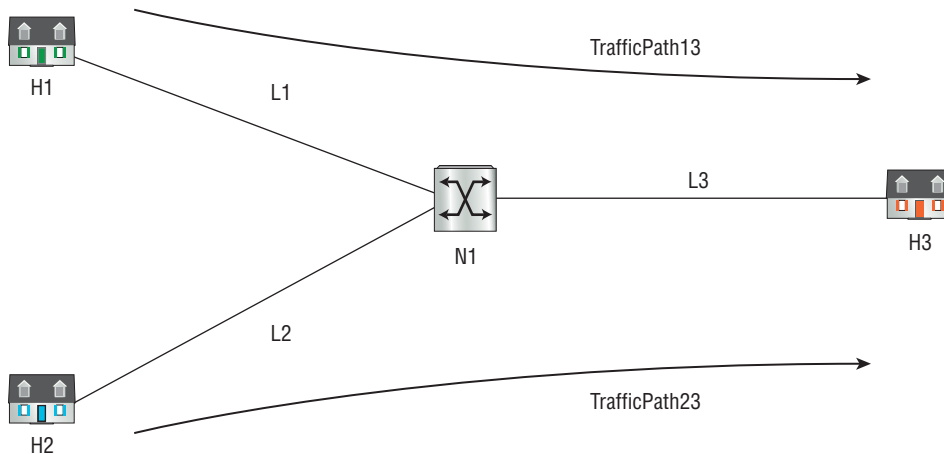 TrafficPath13
H1
L1
L3
N1
H3
L2
TrafficPath23
H2